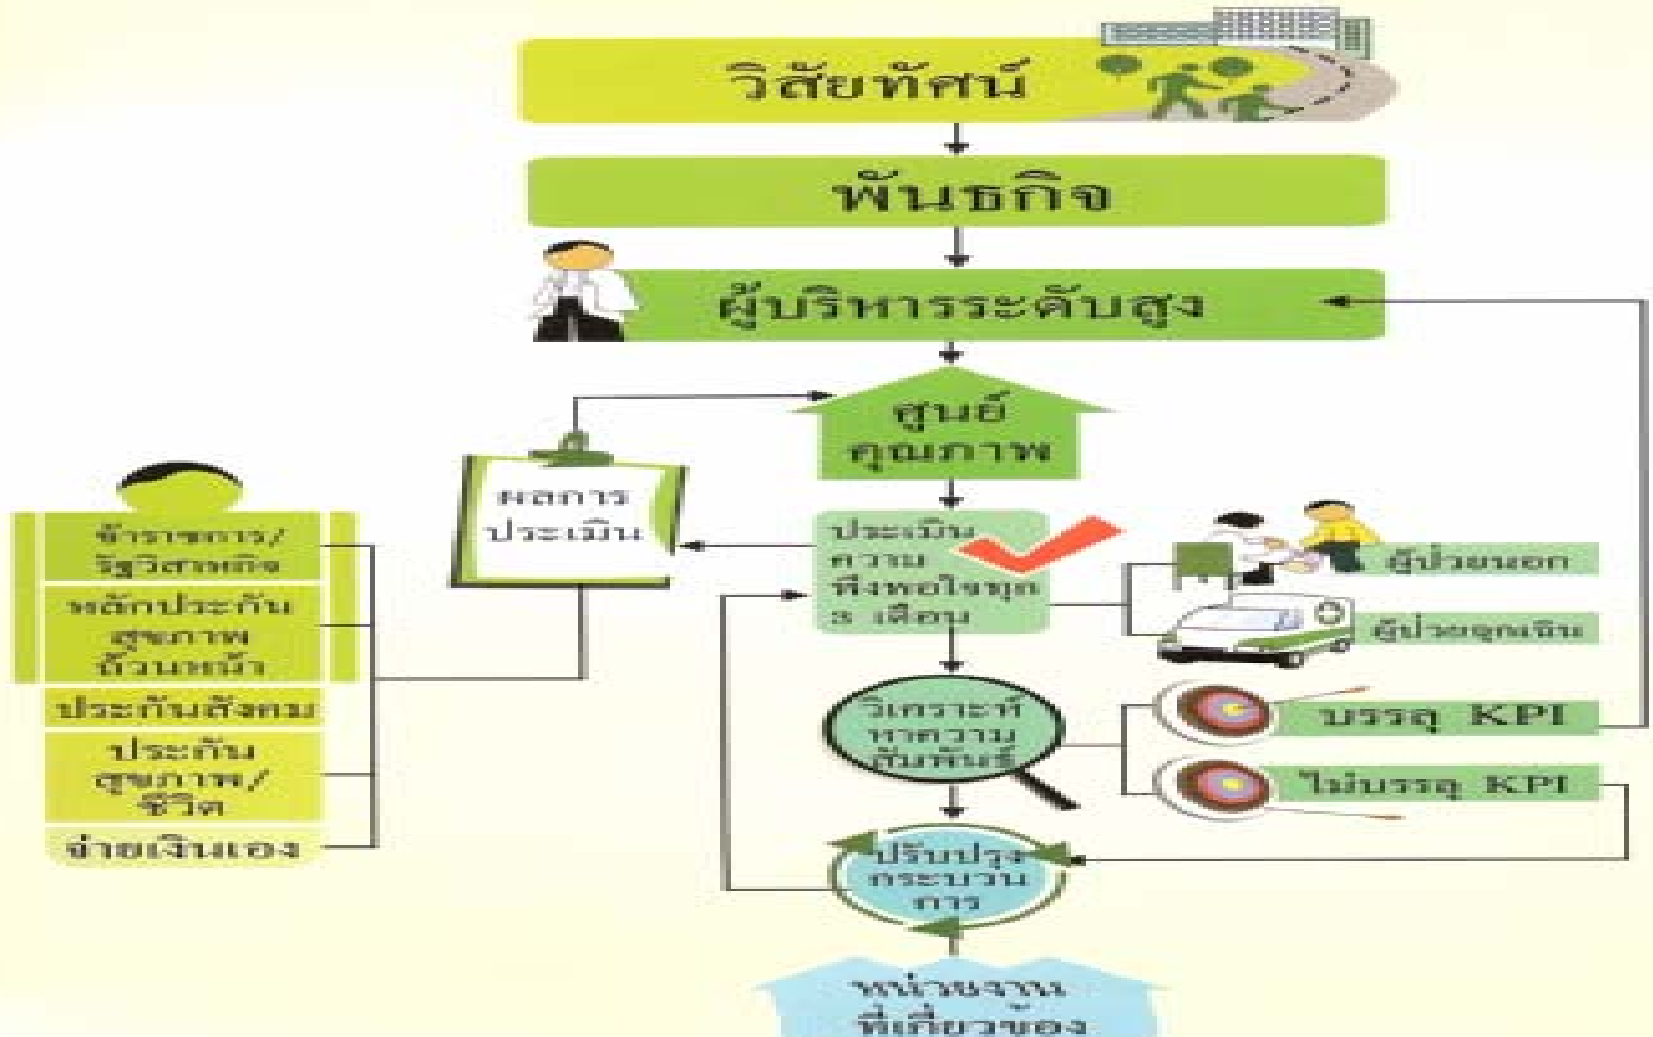 วิสัยทัศน์
พันธกิจ
ผู้บริหารระดับสูง
ศูนย์
คุณภาพ
ผลการ
ประเมิน
ข้าราชการ/
รัฐวิสาหกิจ
หลักประกัน
สุขภาพ
ถ้วนหน้า
ประกันสังคม
ประกัน
สุขภาพ/
ชีวิต
จ่ายเงินเอง
ประเมิน
ความ
พึงพอใจทุก
3 เดือน
ผู้ป่วยนอก
ผู้ป่วยฉุกเฉิน
วิเคราะห์
หาความ
สัมพันธ์
บรรลุ KPI
ไม่บรรลุ KPI
ปรับปรุง
กระบวน
การ
หน่วยงาน
ที่เกี่ยวข้อง